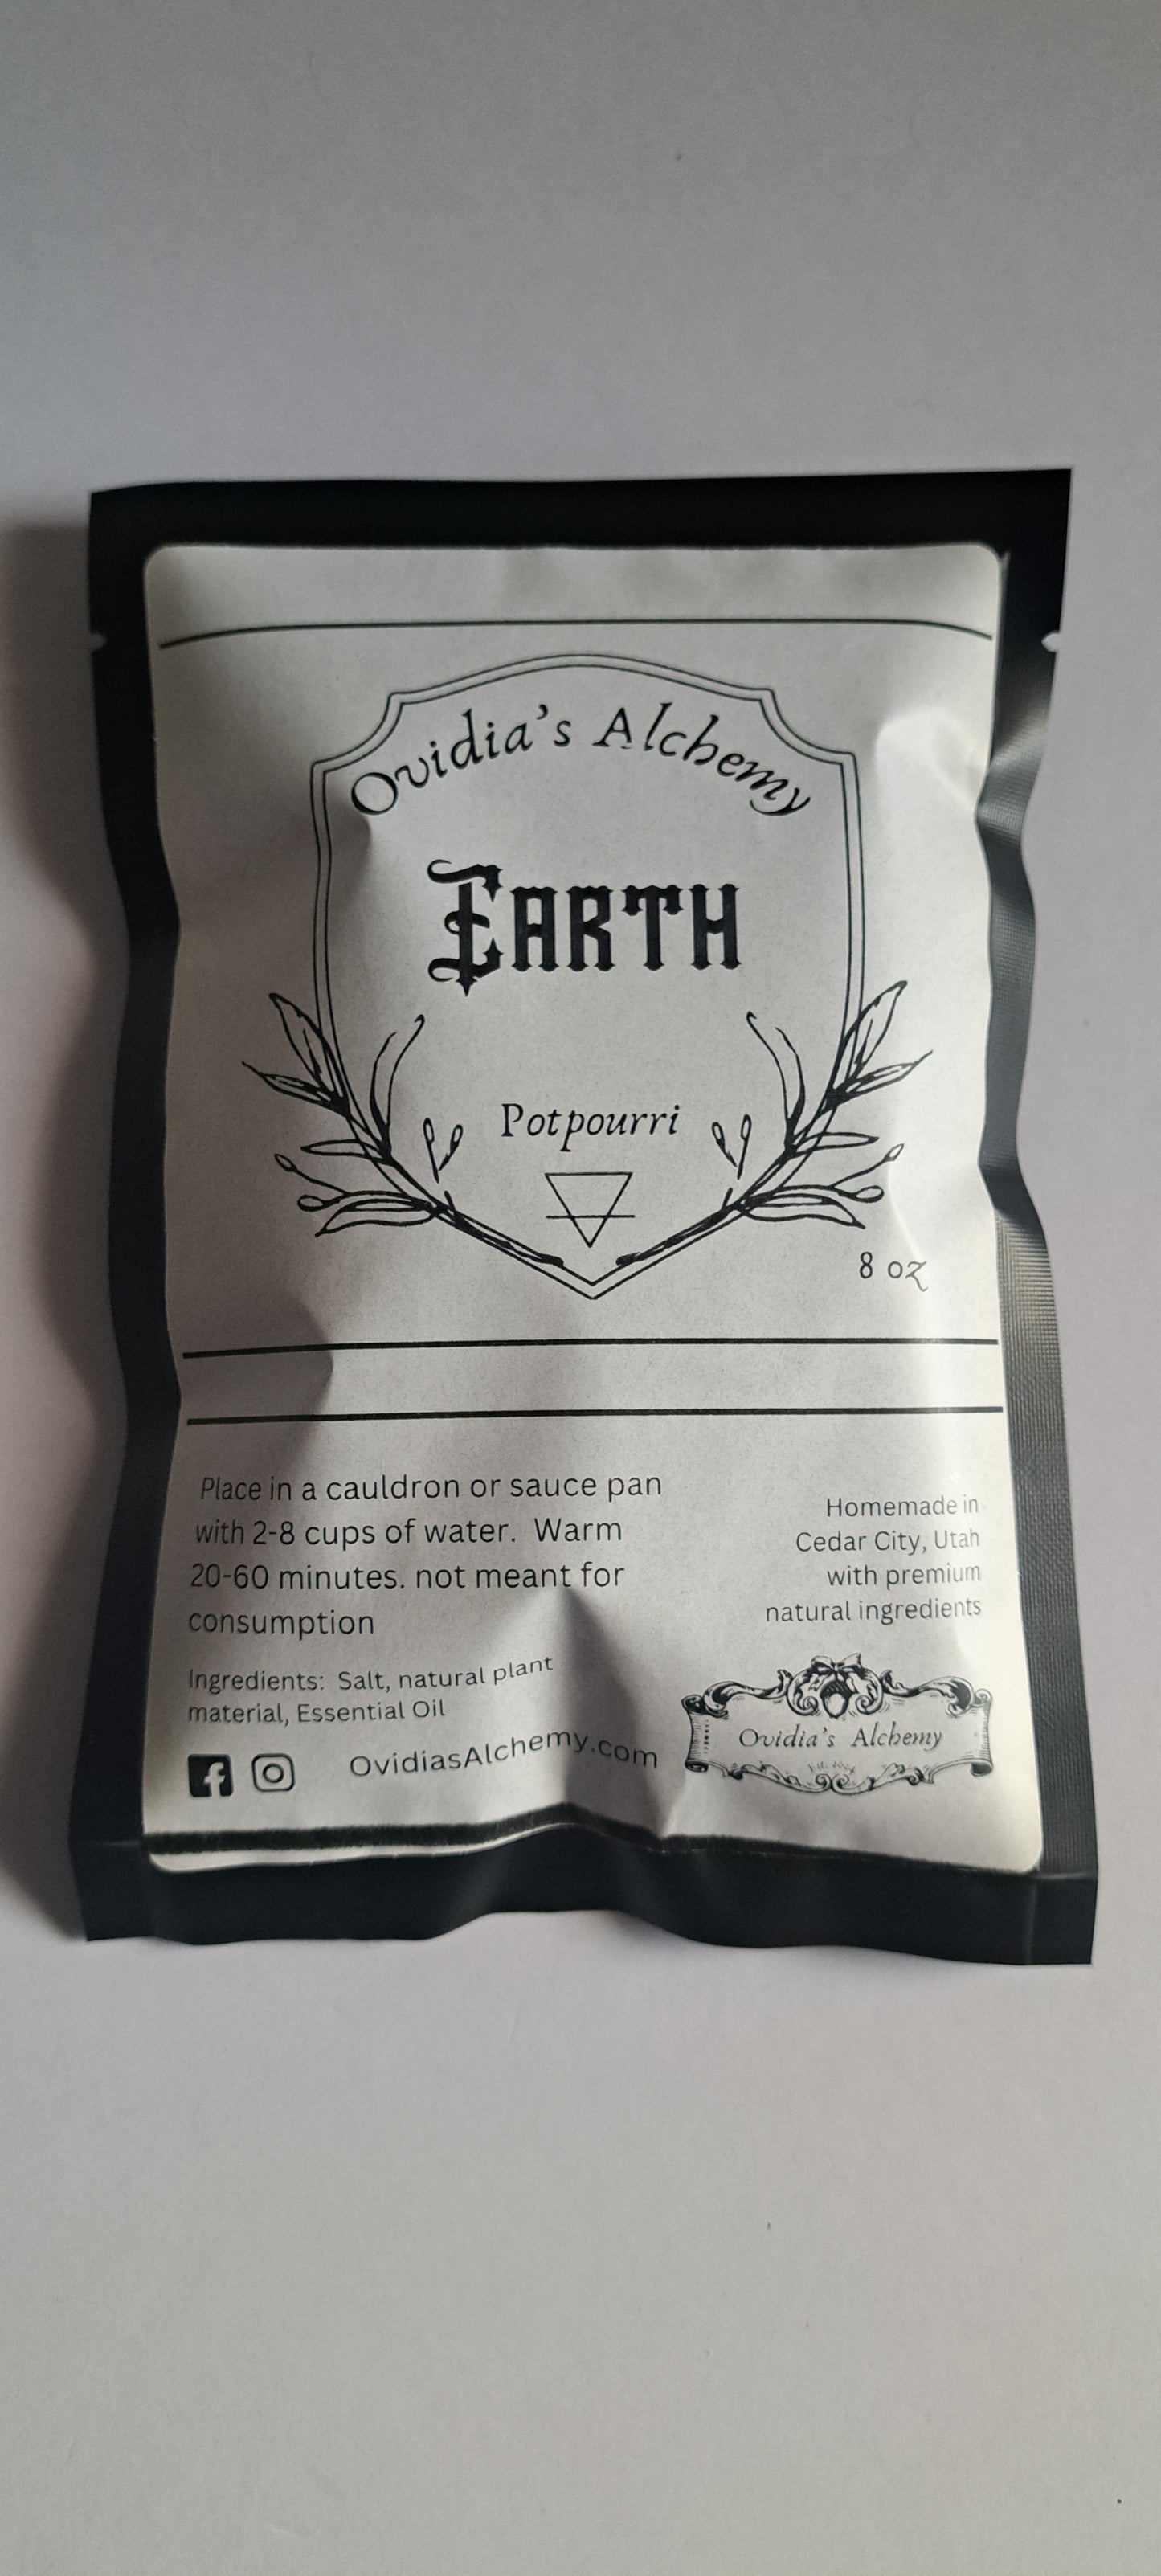 Ovidia's Alchemy
EARTH
Potpourri
8 oz
Place in a cauldron or sauce pan
with 2-8 cups of water. Warm
20-60 minutes. not meant for
consumption
Ingredients: Salt, natural plant
material, Essential Oil
OvidiasAlchemy.com
Homemade in
Cedar City, Utah
with premium
natural ingredients
Ovidia's Alchemy
Est. 2024